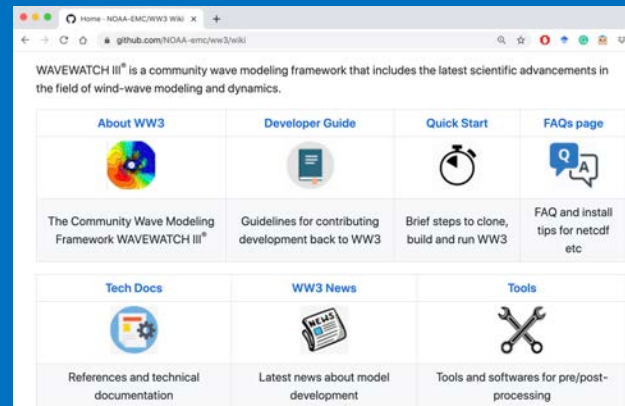 Home · NOAA-EMC/WW3 Wiki
github.com/NOAA-emc/ww3/wiki
WAVEWATCH III® is a community wave modeling framework that includes the latest scientific advancements in
the field of wind-wave modeling and dynamics.
About WW3 Developer Guide Quick Start FAQs page
Q
A
The Community Wave Modeling
Framework WAVEWATCH III®
Guidelines for contributing
development back to WW3
Brief steps to clone,
build and run WW3
FAQ and install
tips for netcdf
etc
Tech Docs WW3 News Tools
NEWS
References and technical
documentation
Latest news about model
development
Tools and softwares for pre/post-
processing